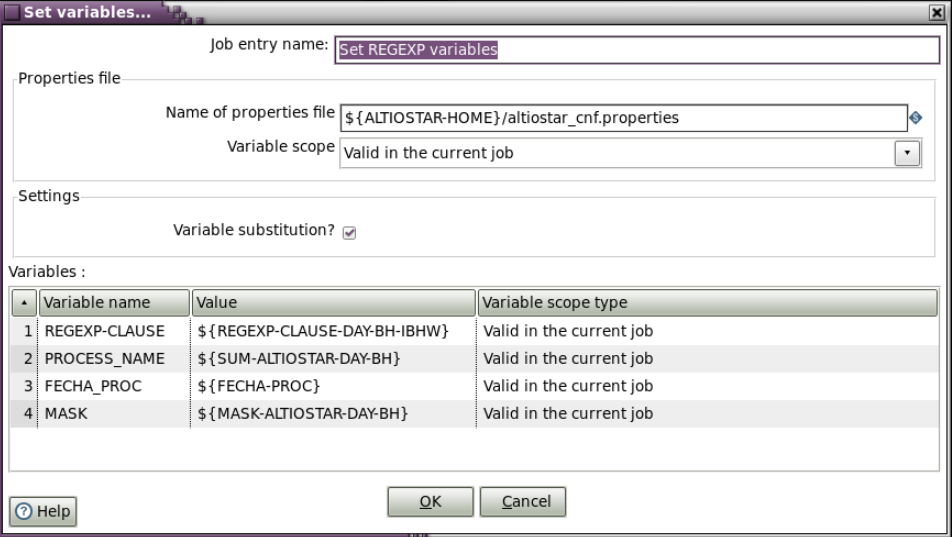 Set variables...
Job entry name: Set REGEXP variables
Properties file
Name of properties file ${ALTIOSTAR-HOME}/altiostar_cnf.properties
Variable scope Valid in the current job
Settings
Variable substitution?
Variables :
Variable name Value Variable scope type
1 REGEXP-CLAUSE ${REGEXP-CLAUSE-DAY-BH-IBHW} Valid in the current job
2 PROCESS_NAME ${SUM-ALTIOSTAR-DAY-BH} Valid in the current job
3 FECHA_PROC ${FECHA-PROC} Valid in the current job
4 MASK ${MASK-ALTIOSTAR-DAY-BH} Valid in the current job
Help OK Cancel